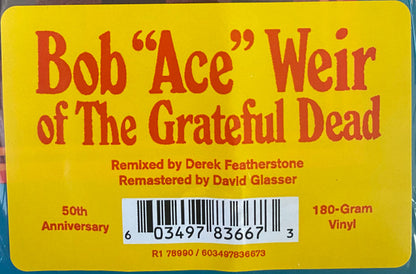 Bob “Ace” Weir
of The Grateful Dead
Remixed by Derek Featherstone
Remastered by David Glasser
50th
Anniversary
6 03497 83667 3
180-Gram
Vinyl
R1 78990 / 603497836673